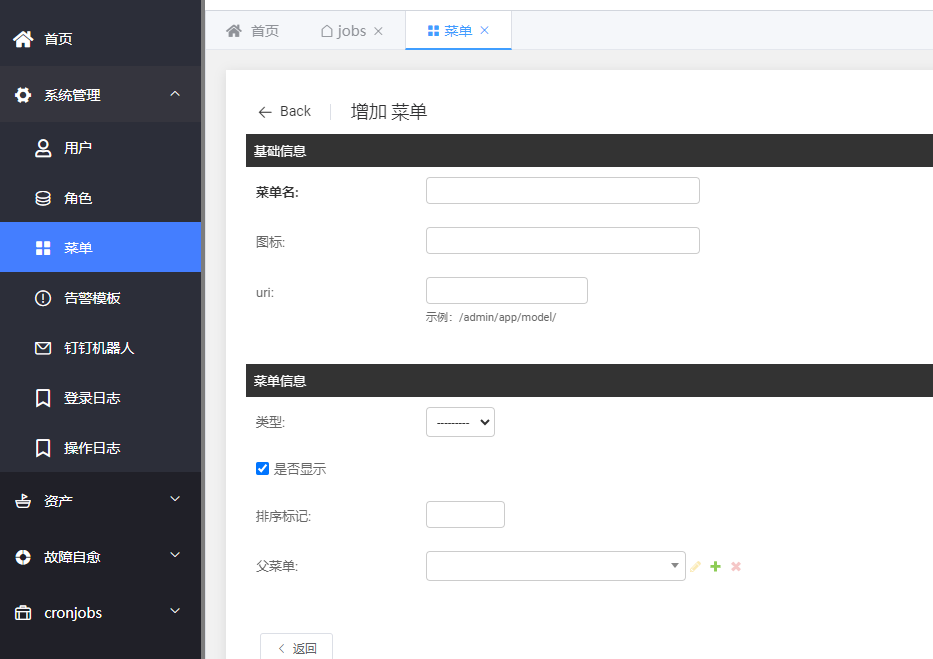 首页
系统管理
用户
角色
菜单
告警模板
钉钉机器人
登录日志
操作日志
资产
故障自愈
cronjobs
首页 jobs 菜单
Back 增加 菜单
基础信息
菜单名:
图标:
uri:
示例：/admin/app/model/
菜单信息
类型: ---------
是否显示
排序标记:
父菜单:
返回